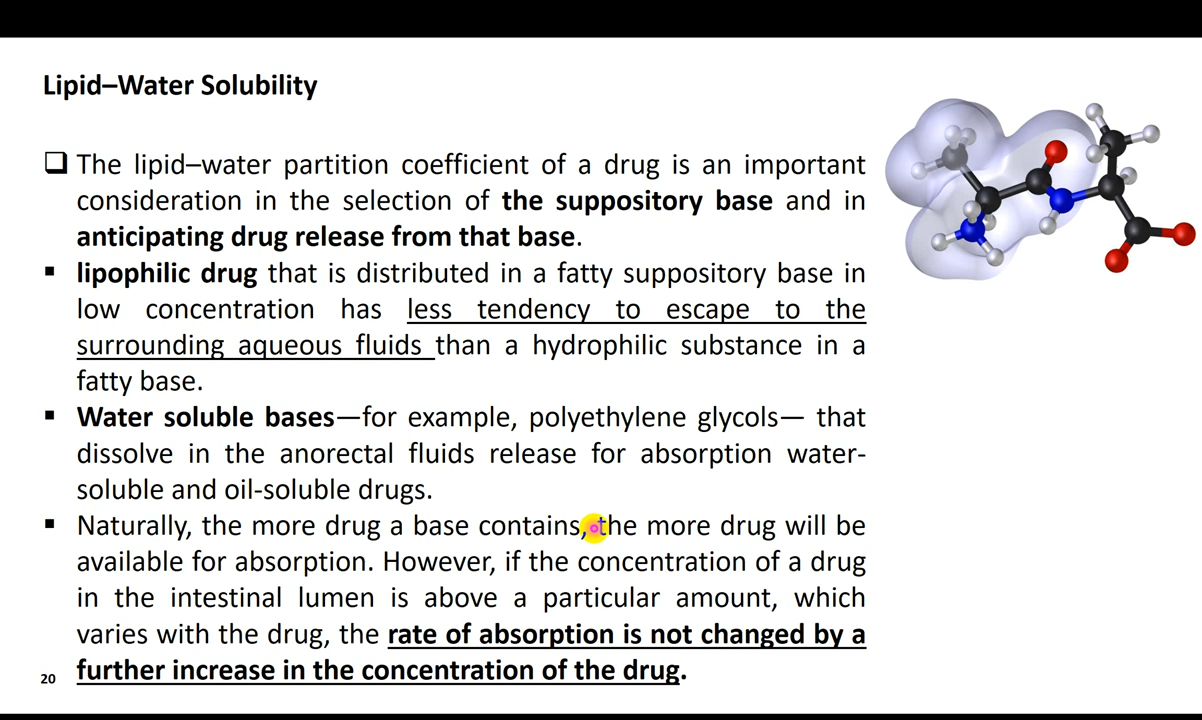 Lipid–Water Solubility
❑ The lipid–water partition coefficient of a drug is an important
consideration in the selection of the suppository base and in
anticipating drug release from that base.
▪ lipophilic drug that is distributed in a fatty suppository base in
low concentration has less tendency to escape to the
surrounding aqueous fluids than a hydrophilic substance in a
fatty base.
▪ Water soluble bases—for example, polyethylene glycols— that
dissolve in the anorectal fluids release for absorption water-
soluble and oil-soluble drugs.
▪ Naturally, the more drug a base contains, the more drug will be
available for absorption. However, if the concentration of a drug
in the intestinal lumen is above a particular amount, which
varies with the drug, the rate of absorption is not changed by a
further increase in the concentration of the drug.
20